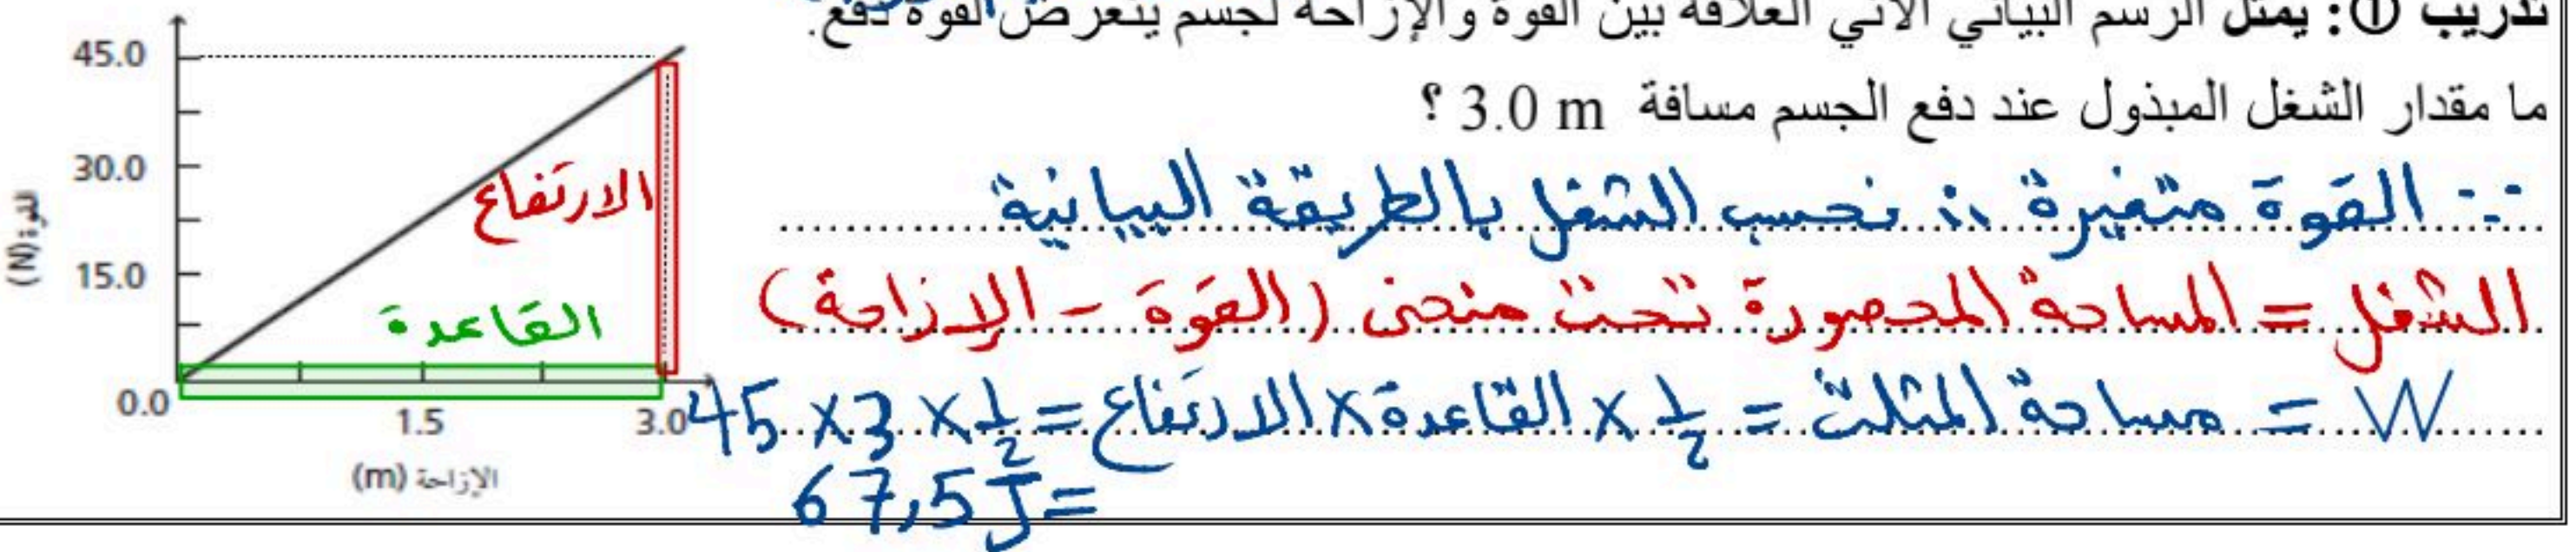 تدريب ①: يمثل الرسم البياني الآتي العلاقة بين القوة والإزاحة لجسم يتعرض لقوة دفع.
ما مقدار الشغل المبذول عند دفع الجسم مسافة 3.0 m ؟
∵ القوة متغيرة ∴ نحسب الشغل بالطريقة البيانية
الشغل = المساحة المحصورة تحت منحنى (القوة - الإزاحة)
W = مساحة المثلث = 1/2 × القاعدة × الارتفاع = 1/2 × 3 × 45
= 67,5 J
القوة (N)
45.0
30.0
15.0
0.0
1.5
3.0
الإزاحة (m)
الارتفاع
القاعدة